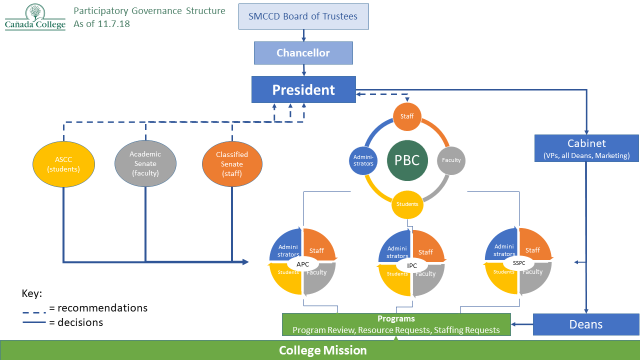 Cañada College
Participatory Governance Structure
As of 11.7.18
SMCCD Board of Trustees
Chancellor
President
Staff
ASCC
(students)
Academic
Senate
(faculty)
Classified
Senate
(staff)
Admini-
strators
PBC
Faculty
Students
Cabinet
(VPs, all Deans, Marketing)
Admini
strators
Staff
APC
Students
Faculty
Admini
strators
Staff
IPC
Students
Faculty
Admini
strators
Staff
SSPC
Students
Faculty
Key:
= recommendations
= decisions
Programs
Program Review, Resource Requests, Staffing Requests
Deans
College Mission